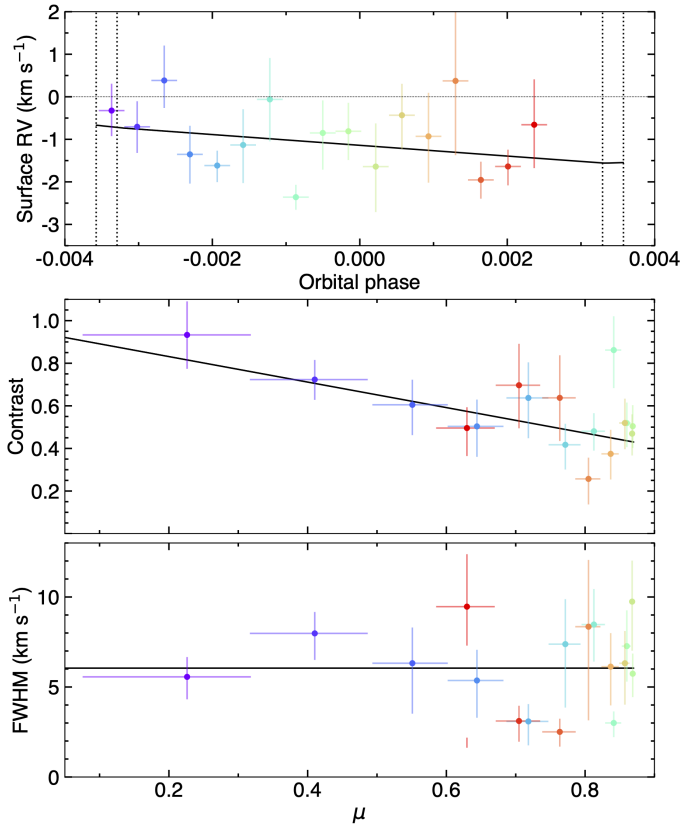 2
1
0
-1
-2
-3
Surface RV (km s⁻¹)
-0.004 -0.002 0.000 0.002 0.004
Orbital phase
1.0
0.8
0.6
0.4
0.2
Contrast
10
5
0
FWHM (km s⁻¹)
0.2 0.4 0.6 0.8
μ